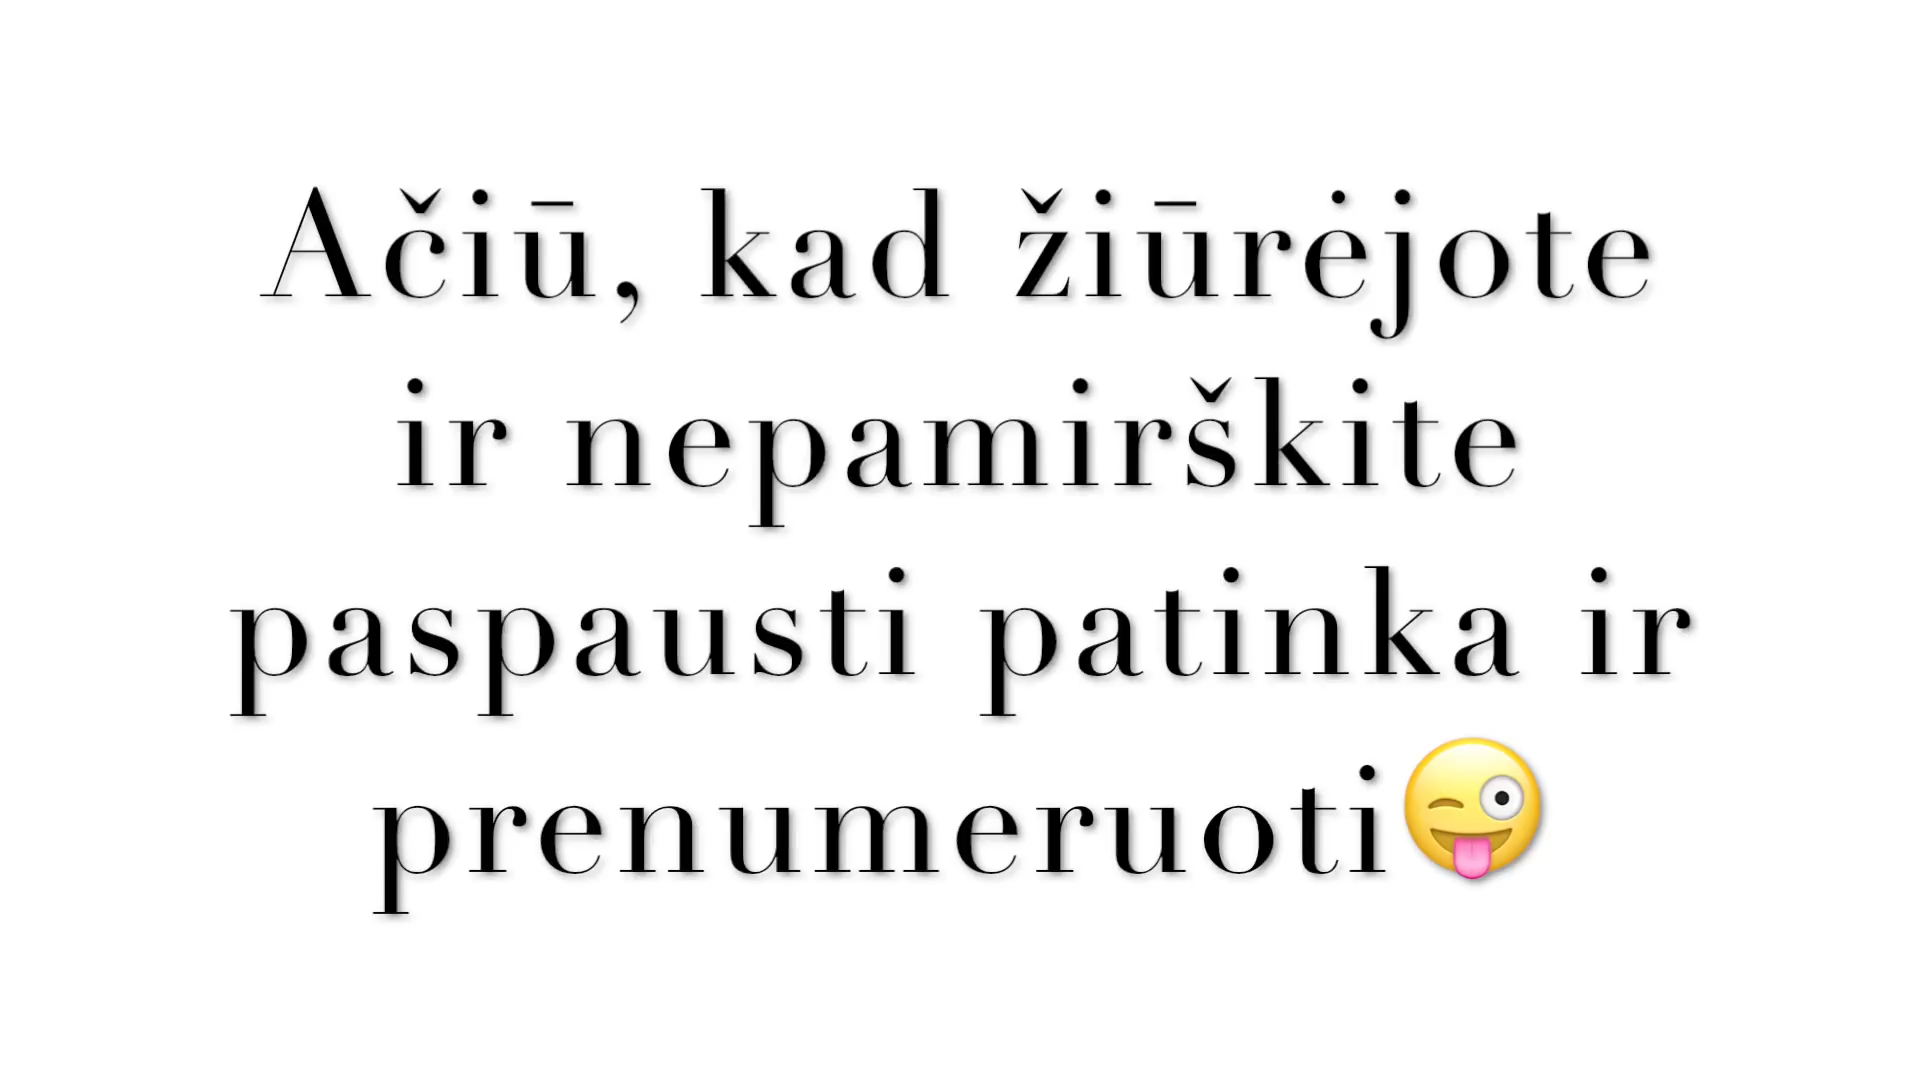 Ačiū, kad žiūrėjote
ir nepamirškite
paspausti patinka ir
prenumeruoti😜